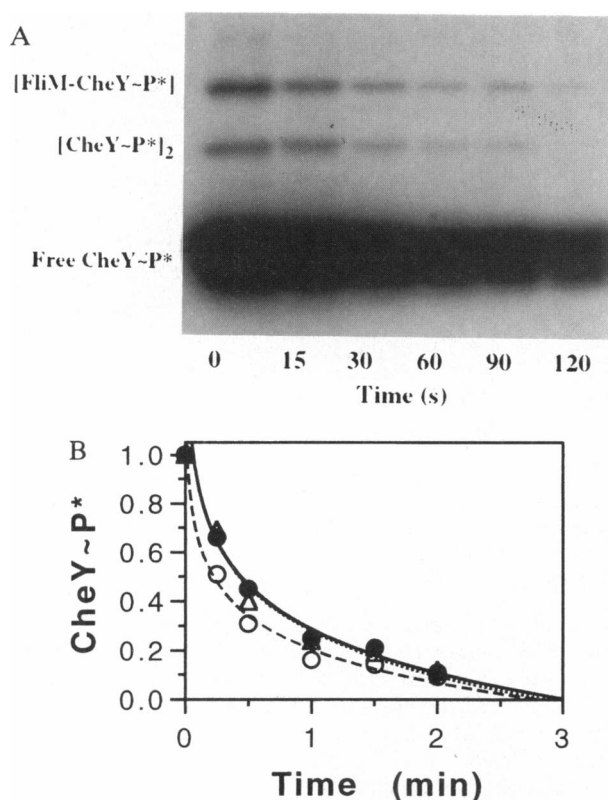 A
[FliM-CheY~P*]
[CheY~P*]2
Free CheY~P*
0 15 30 60 90 120
Time (s)
B
1.0
0.8
0.6
0.4
0.2
0.0
CheY~P*
0 1 2 3
Time (min)